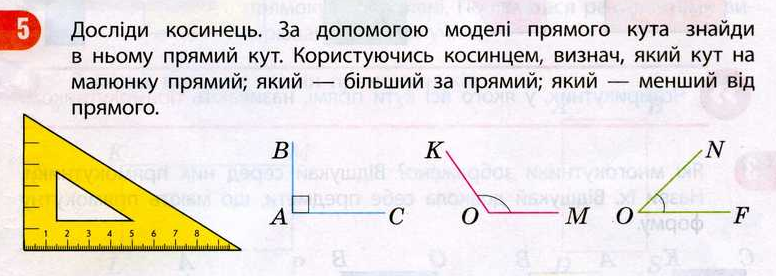 5
Досліди косинець. За допомогою моделі прямого кута знайди
в ньому прямий кут. Користуючись косинцем, визнач, який кут на
малюнку прямий; який — більший за прямий; який — менший від
прямого.
B K N
A C O M O F
1 2 3 4 5 6 7 8